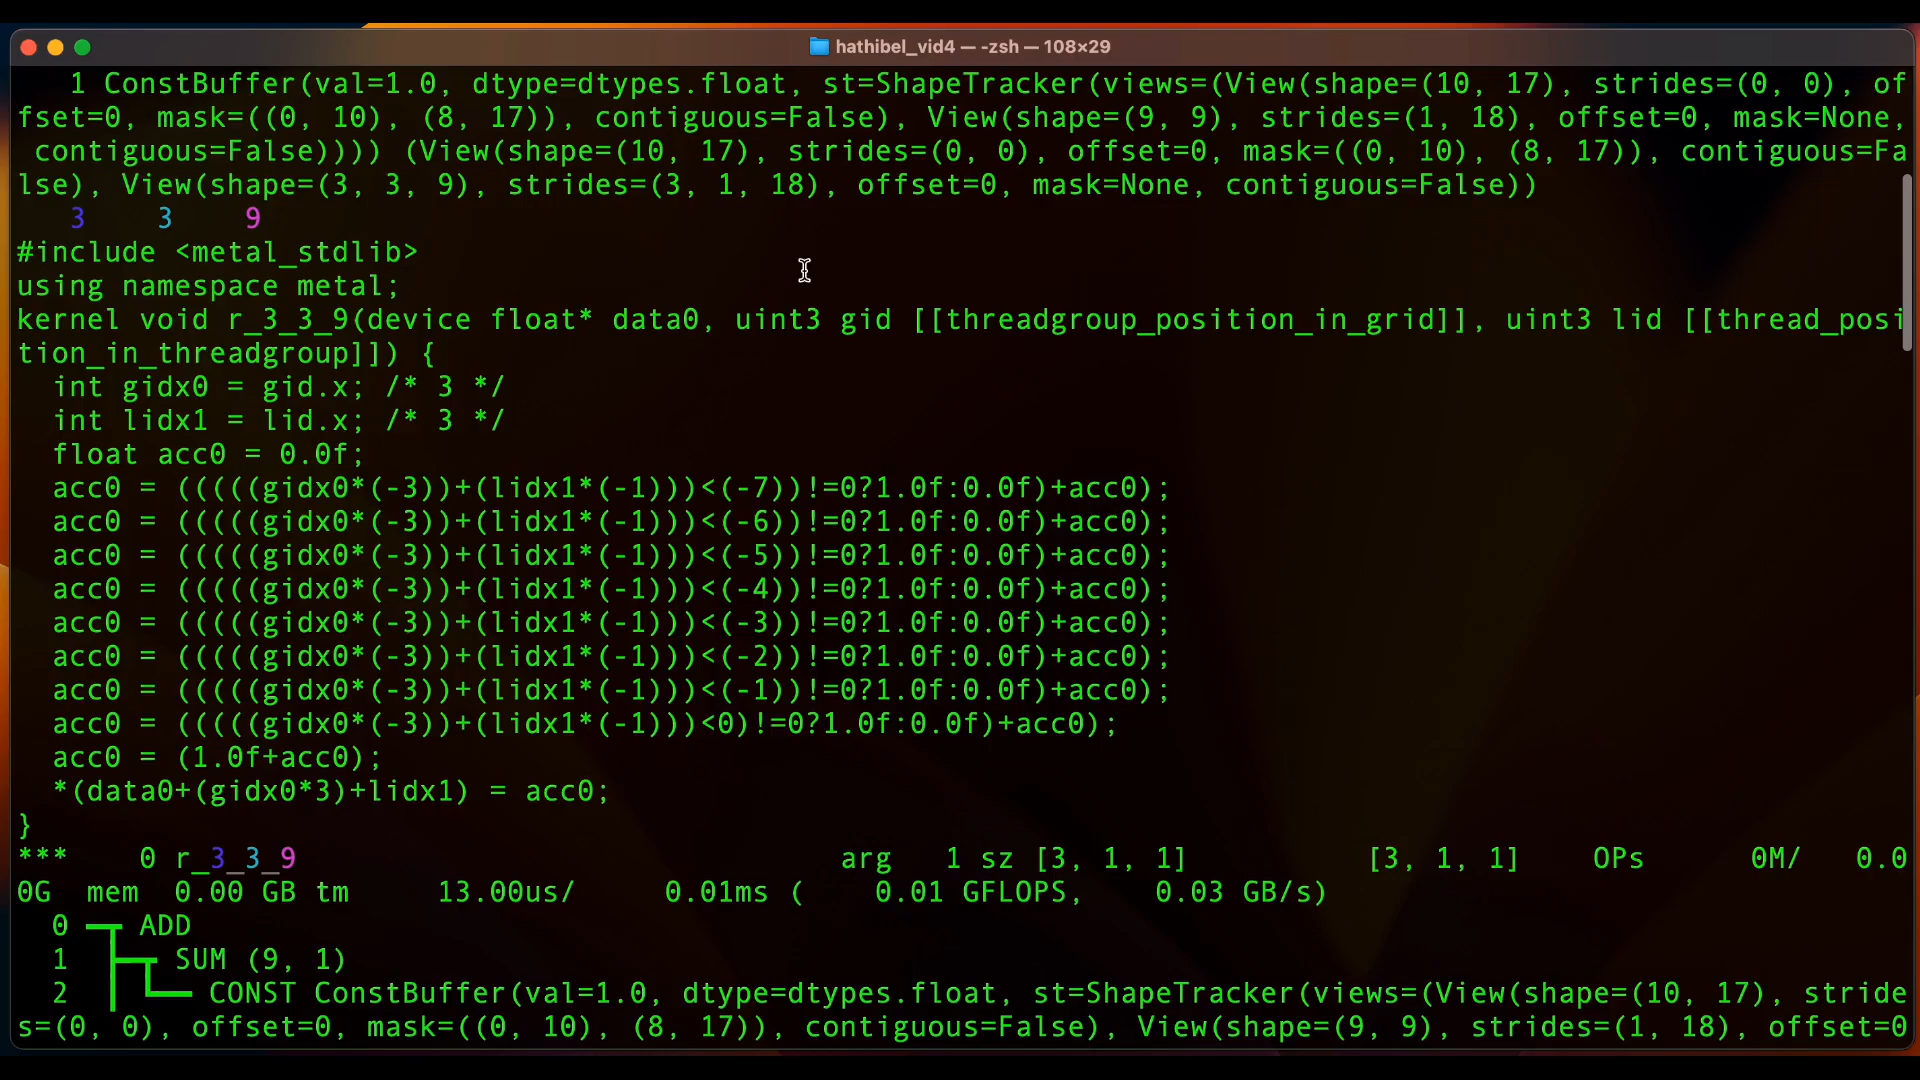 hathibel_vid4 — -zsh — 108×29
1 ConstBuffer(val=1.0, dtype=dtypes.float, st=ShapeTracker(views=(View(shape=(10, 17), strides=(0, 0), of
fset=0, mask=((0, 10), (8, 17)), contiguous=False), View(shape=(9, 9), strides=(1, 18), offset=0, mask=None,
contiguous=False)))) (View(shape=(10, 17), strides=(0, 0), offset=0, mask=((0, 10), (8, 17)), contiguous=Fa
lse), View(shape=(3, 3, 9), strides=(3, 1, 18), offset=0, mask=None, contiguous=False))
3 3 9
#include <metal_stdlib>
using namespace metal;
kernel void r_3_3_9(device float* data0, uint3 gid [[threadgroup_position_in_grid]], uint3 lid [[thread_posi
tion_in_threadgroup]]) {
int gidx0 = gid.x; /* 3 */
int lidx1 = lid.x; /* 3 */
float acc0 = 0.0f;
acc0 = (((((gidx0*(-3))+(lidx1*(-1)))<(-7))!=0?1.0f:0.0f)+acc0);
acc0 = (((((gidx0*(-3))+(lidx1*(-1)))<(-6))!=0?1.0f:0.0f)+acc0);
acc0 = (((((gidx0*(-3))+(lidx1*(-1)))<(-5))!=0?1.0f:0.0f)+acc0);
acc0 = (((((gidx0*(-3))+(lidx1*(-1)))<(-4))!=0?1.0f:0.0f)+acc0);
acc0 = (((((gidx0*(-3))+(lidx1*(-1)))<(-3))!=0?1.0f:0.0f)+acc0);
acc0 = (((((gidx0*(-3))+(lidx1*(-1)))<(-2))!=0?1.0f:0.0f)+acc0);
acc0 = (((((gidx0*(-3))+(lidx1*(-1)))<(-1))!=0?1.0f:0.0f)+acc0);
acc0 = (((((gidx0*(-3))+(lidx1*(-1)))<0)!=0?1.0f:0.0f)+acc0);
acc0 = (1.0f+acc0);
*(data0+(gidx0*3)+lidx1) = acc0;
}
*** 0 r_3_3_9 arg 1 sz [3, 1, 1] [3, 1, 1] OPs 0M/ 0.0
0G mem 0.00 GB tm 13.00us/ 0.01ms ( 0.01 GFLOPS, 0.03 GB/s)
0 ━┳ ADD
1 ┣━┳ SUM (9, 1)
2 ┃ ┗━━ CONST ConstBuffer(val=1.0, dtype=dtypes.float, st=ShapeTracker(views=(View(shape=(10, 17), stride
s=(0, 0), offset=0, mask=((0, 10), (8, 17)), contiguous=False), View(shape=(9, 9), strides=(1, 18), offset=0